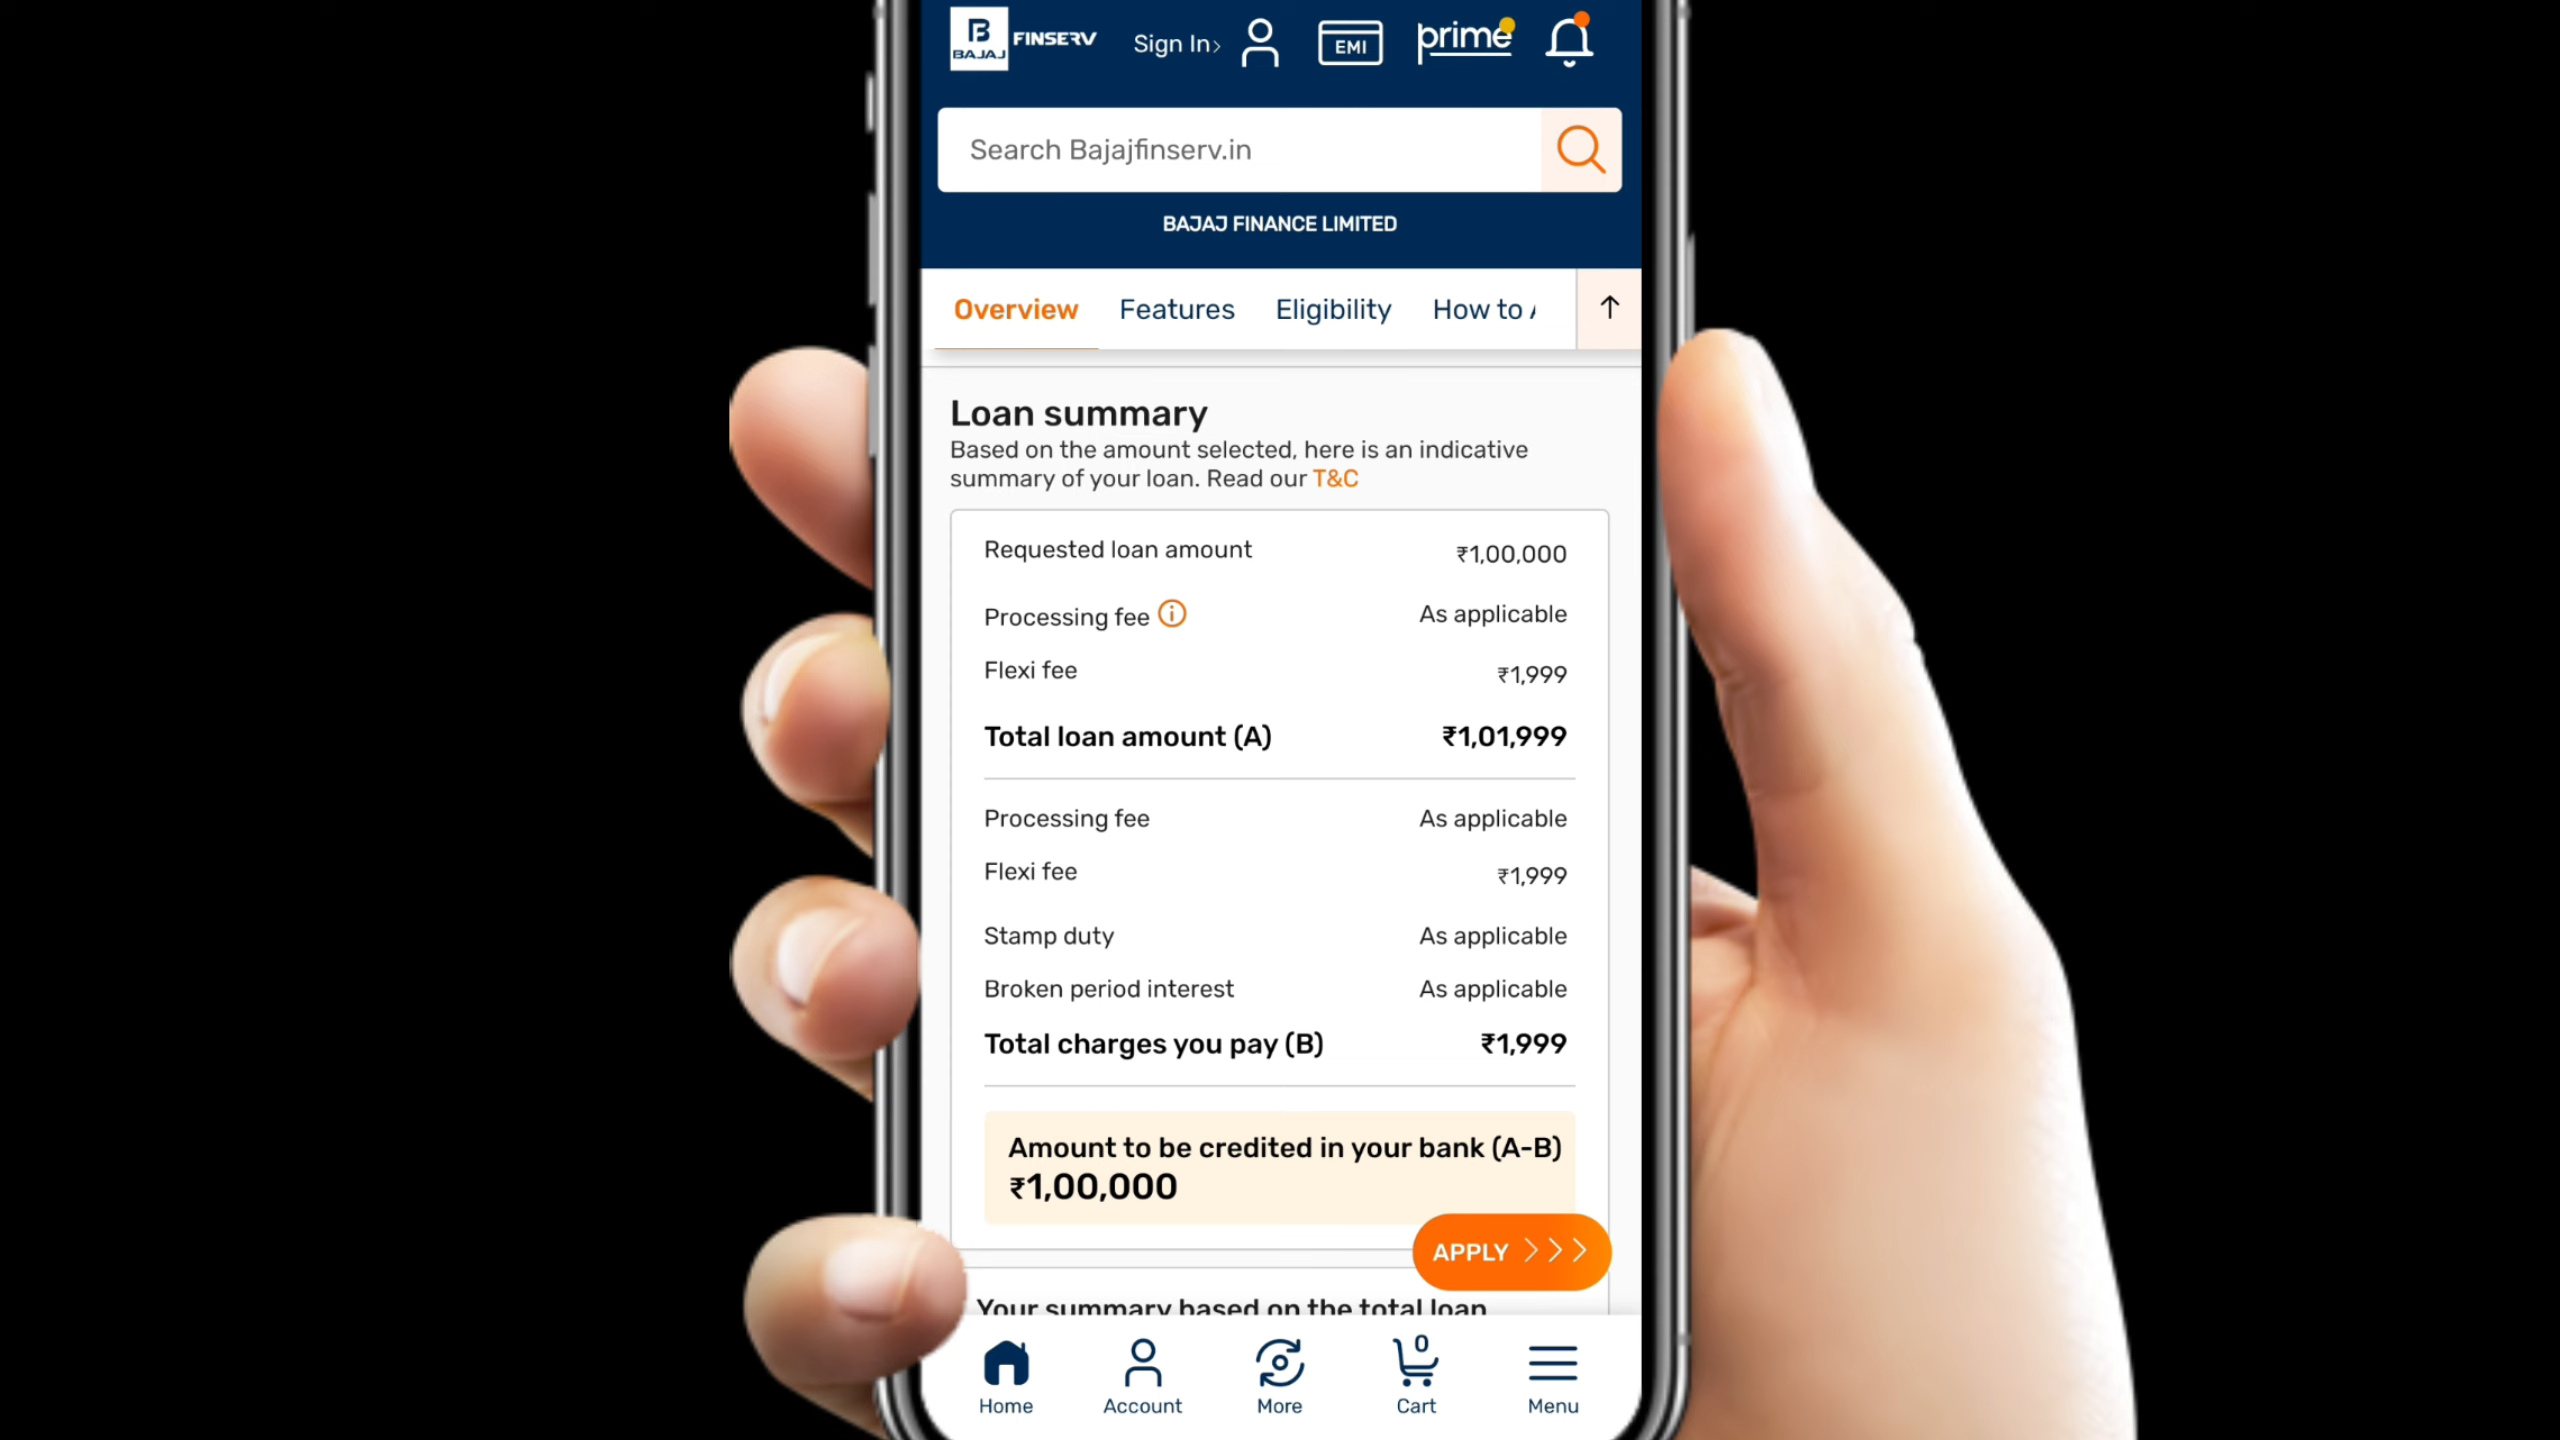 BAJAJ
FINSERV
Sign In
EMI
prime
Search Bajajfinserv.in
BAJAJ FINANCE LIMITED
Overview Features Eligibility How to
Loan summary
Based on the amount selected, here is an indicative
summary of your loan. Read our T&C
Requested loan amount ₹1,00,000
Processing fee As applicable
Flexi fee ₹1,999
Total loan amount (A) ₹1,01,999
Processing fee As applicable
Flexi fee ₹1,999
Stamp duty As applicable
Broken period interest As applicable
Total charges you pay (B) ₹1,999
Amount to be credited in your bank (A-B)
₹1,00,000
APPLY
Your summary based on the total loan
0
Home Account More Cart Menu